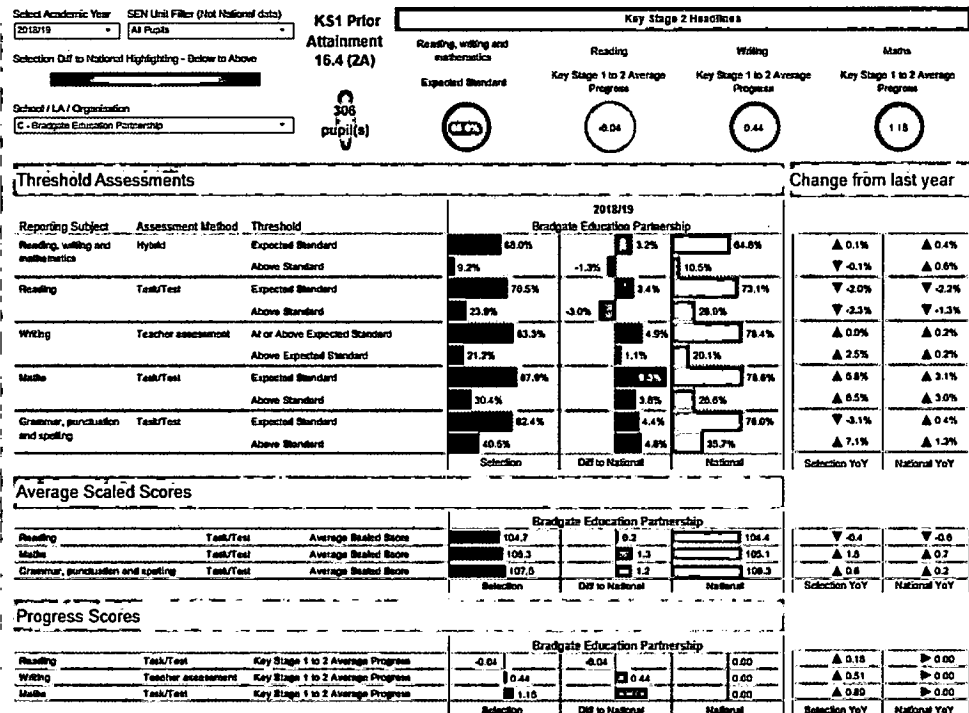 Select Academic Year SEN Unit Filter (Not National data)
2018/19 All Pupils
Selection Diff to National Highlighting - Below to Above
School / LA / Organisation
C - Bradgate Education Partnership
KS1 Prior
Attainment
16.4 (2A)
306
pupil(s)
Key Stage 2 Headlines
Reading, writing and
mathematics
Expected Standard
Reading
Key Stage 1 to 2 Average
Progress
-0.04
Writing
Key Stage 1 to 2 Average
Progress
0.44
Maths
Key Stage 1 to 2 Average
Progress
1.15
Threshold Assessments Change from last year
2018/19
Reporting Subject Assessment Method Threshold Bradgate Education Partnership
Reading, writing and mathematics Hybrid Expected Standard 68.0% 3.2% 64.8% ▲ 0.1% ▲ 0.4%
Above Standard 9.2% -1.3% 10.5% ▼ -0.1% ▲ 0.6%
Reading Task/Test Expected Standard 76.5% 3.4% 73.1% ▼ -2.0% ▼ -2.2%
Above Standard 23.9% -3.0% 26.9% ▼ -2.3% ▼ -1.3%
Writing Teacher assessment At or Above Expected Standard 83.3% 4.9% 78.4% ▲ 0.0% ▲ 0.2%
Above Expected Standard 21.2% 1.1% 20.1% ▲ 2.5% ▲ 0.2%
Maths Task/Test Expected Standard 87.9% 9.3% 78.6% ▲ 6.8% ▲ 3.1%
Above Standard 30.4% 3.8% 26.6% ▲ 6.5% ▲ 3.0%
Grammar, punctuation and spelling Task/Test Expected Standard 82.4% 4.4% 78.0% ▼ -3.1% ▲ 0.4%
Above Standard 40.5% 4.8% 35.7% ▲ 7.1% ▲ 1.3%
Selection Diff to National National Selection YoY National YoY
Average Scaled Scores
Bradgate Education Partnership
Reading Task/Test Average Scaled Score 104.7 0.2 104.4 ▼ -0.4 ▼ -0.6
Maths Task/Test Average Scaled Score 106.3 1.3 105.1 ▲ 1.5 ▲ 0.7
Grammar, punctuation and spelling Task/Test Average Scaled Score 107.5 1.2 106.3 ▲ 0.6 ▲ 0.2
Selection Diff to National National Selection YoY National YoY
Progress Scores
Bradgate Education Partnership
Reading Task/Test Key Stage 1 to 2 Average Progress -0.04 -0.04 0.00 ▲ 0.15 ▶ 0.00
Writing Teacher assessment Key Stage 1 to 2 Average Progress 0.44 0.44 0.00 ▲ 0.51 ▶ 0.00
Maths Task/Test Key Stage 1 to 2 Average Progress 1.15 0.00 ▲ 0.89 ▶ 0.00
Selection Diff to National National Selection YoY National YoY